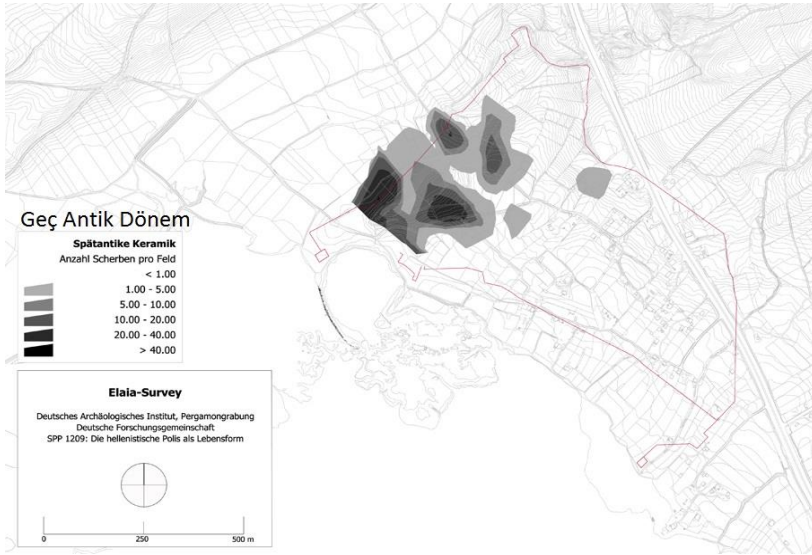 Geç Antik Dönem
Spätantike Keramik
Anzahl Scherben pro Feld
< 1.00
1.00 - 5.00
5.00 - 10.00
10.00 - 20.00
20.00 - 40.00
> 40.00
Elaia-Survey
Deutsches Archäologisches Institut, Pergamongrabung
Deutsche Forschungsgemeinschaft
SPP 1209: Die hellenistische Polis als Lebensform
0 250 500 m